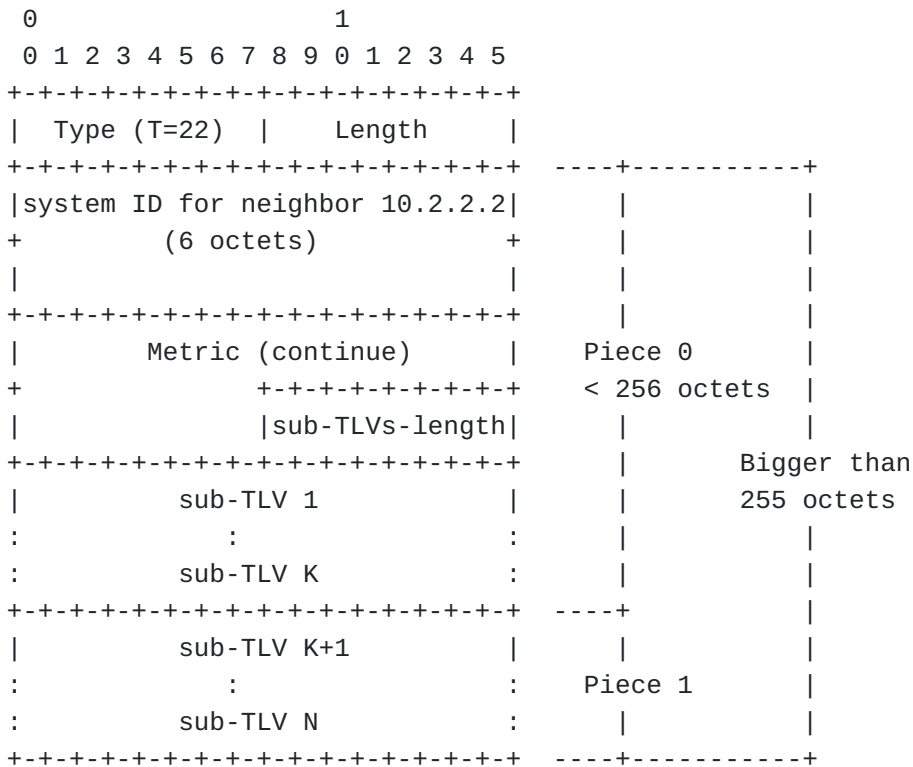 0                   1
 0 1 2 3 4 5 6 7 8 9 0 1 2 3 4 5
+-+-+-+-+-+-+-+-+-+-+-+-+-+-+-+-+
|  Type (T=22)  |    Length     |
+-+-+-+-+-+-+-+-+-+-+-+-+-+-+-+-+  ----+-----------+
|system ID for neighbor 10.2.2.2|      |           |
+         (6 octets)            +      |           |
|                               |      |           |
+-+-+-+-+-+-+-+-+-+-+-+-+-+-+-+-+      |           |
|        Metric (continue)      |    Piece 0       |
+               +-+-+-+-+-+-+-+-+    < 256 octets  |
|               |sub-TLVs-length|      |           |
+-+-+-+-+-+-+-+-+-+-+-+-+-+-+-+-+      |       Bigger than
|          sub-TLV 1            |      |       255 octets
:             :                 :      |           |
:          sub-TLV K            :      |           |
+-+-+-+-+-+-+-+-+-+-+-+-+-+-+-+-+  ----+           |
|          sub-TLV K+1          |      |           |
:             :                 :    Piece 1       |
:          sub-TLV N            :      |           |
+-+-+-+-+-+-+-+-+-+-+-+-+-+-+-+-+  ----+-----------+